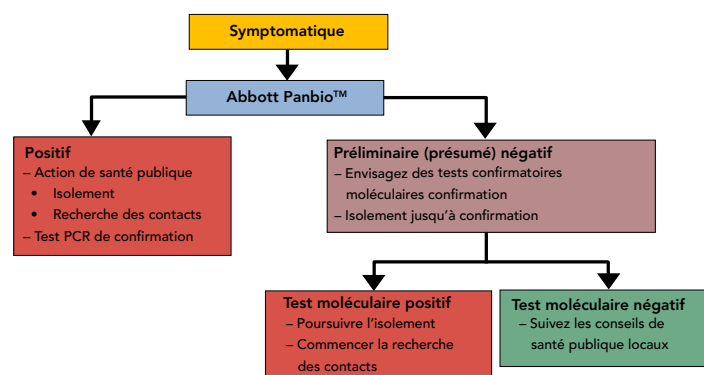 Symptomatique
Abbott Panbio™
Positif
– Action de santé publique
• Isolement
• Recherche des contacts
– Test PCR de confirmation
Préliminaire (présumé) négatif
– Envisagez des tests confirmatoires
moléculaires confirmation
– Isolement jusqu’à confirmation
Test moléculaire positif
– Poursuivre l’isolement
– Commencer la recherche
des contacts
Test moléculaire négatif
– Suivez les conseils de
santé publique locaux